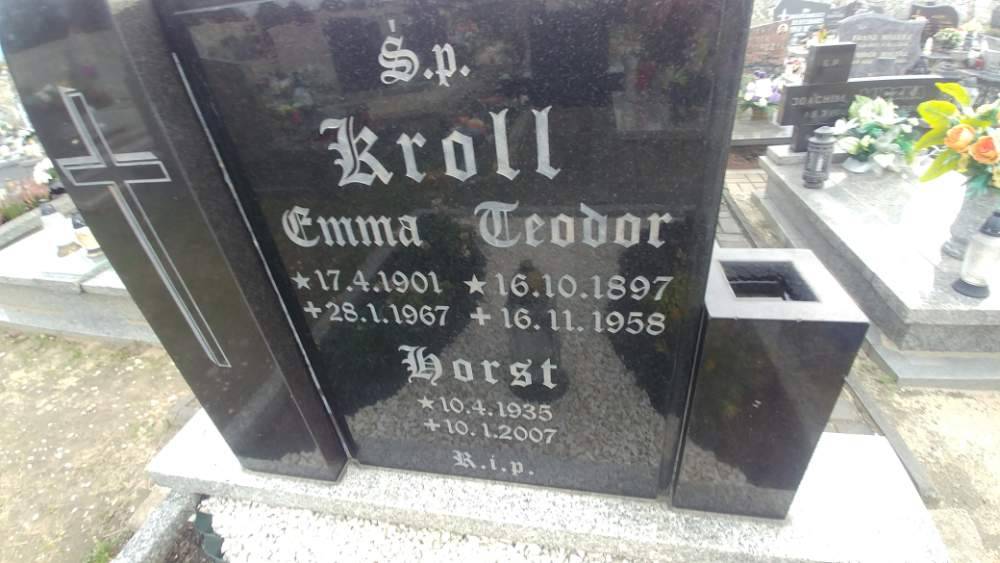 Ś.p.
Kroll
Emma Teodor
★17.4.1901 ★16.10.1897
+28.1.1967 + 16.11.1958
Horst
★10.4.1935
+10.1.2007
R.i.p.
JOACHIM